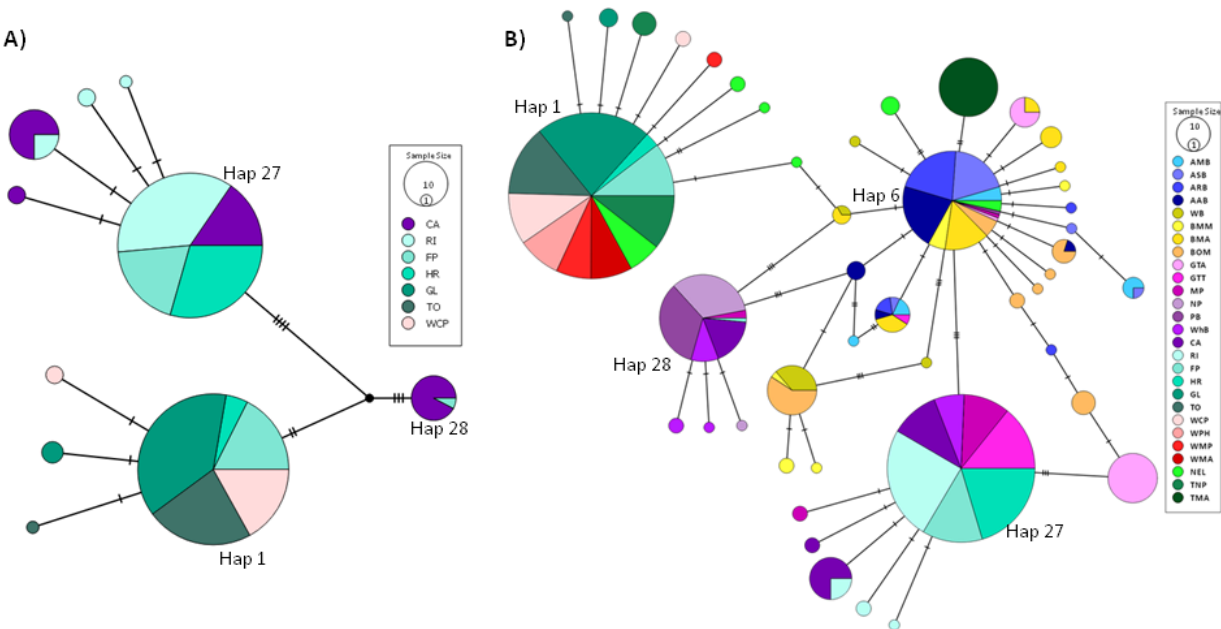 A)
Hap 27
Sample Size
10
1
CA
RI
FP
HR
GL
TO
WCP
Hap 28
Hap 1
B)
Hap 1
Hap 6
Hap 28
Hap 27
Sample Size
10
1
AMB
ASB
ARB
AAB
WB
BMM
BMA
BOM
GTA
GTT
MP
NP
PB
WhB
CA
RI
FP
HR
GL
TO
WCP
WPH
WMP
WMA
NEL
TNP
TMA